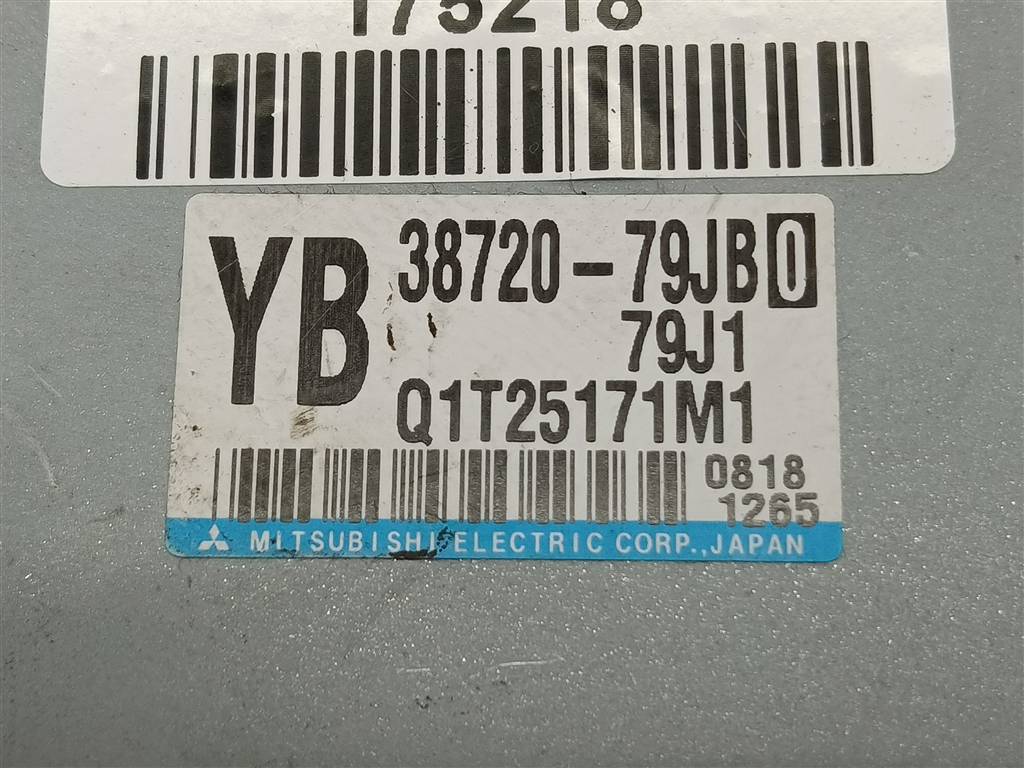 175218
YB 38720-79JB0
79J1
Q1T25171M1
0818
1265
MITSUBISHI ELECTRIC CORP., JAPAN